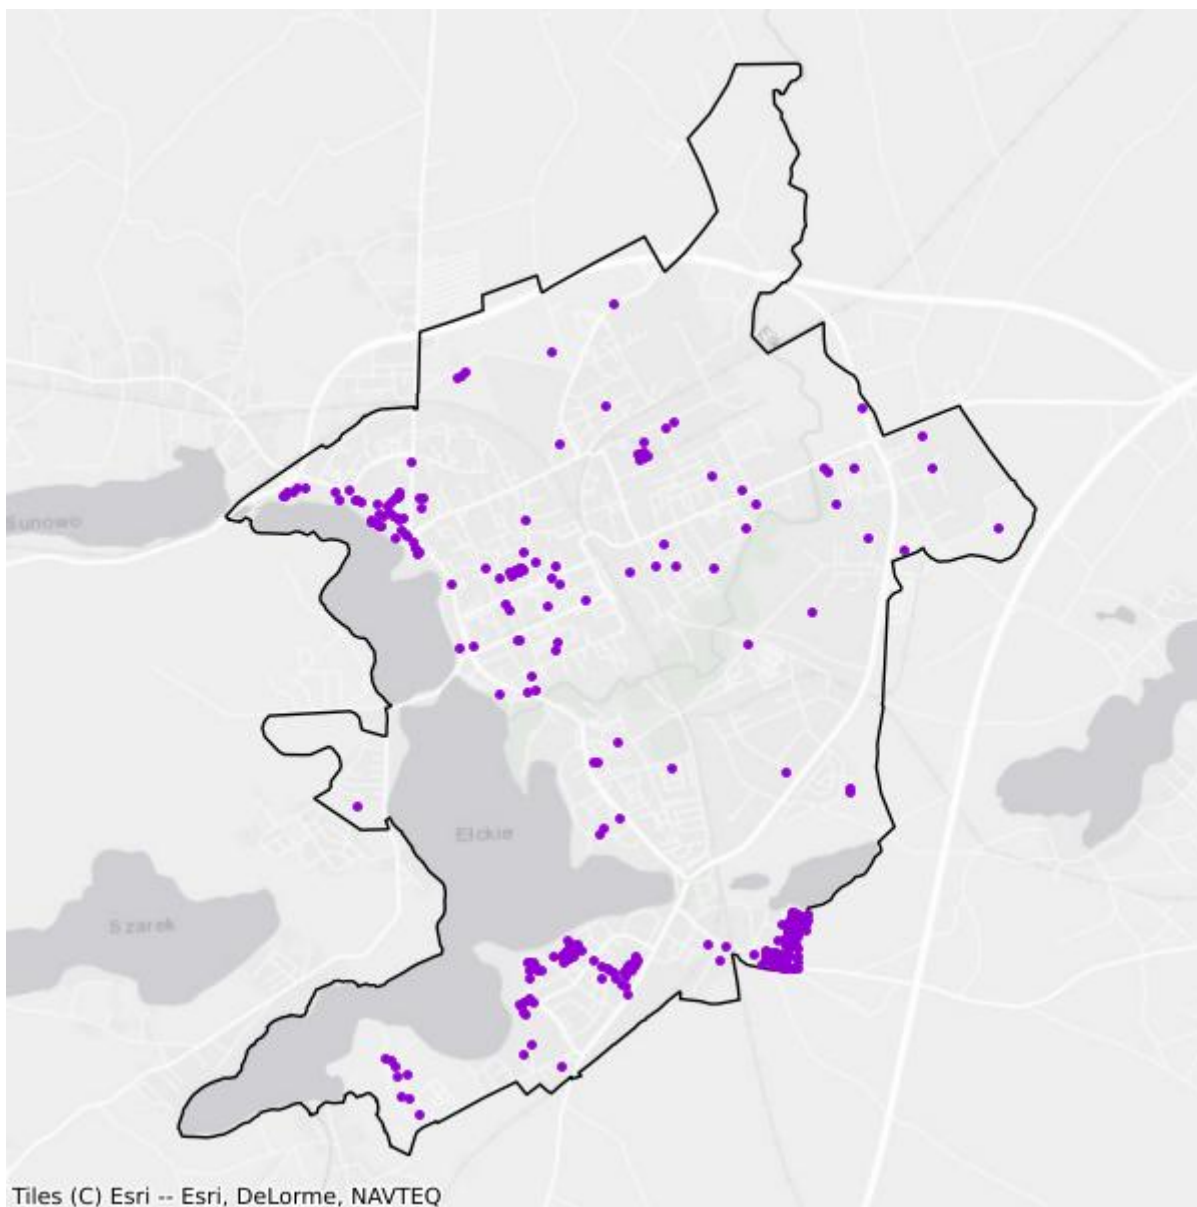 Sunowo
Ełckie
Szarek
Tiles (C) Esri -- Esri, DeLorme, NAVTEQ